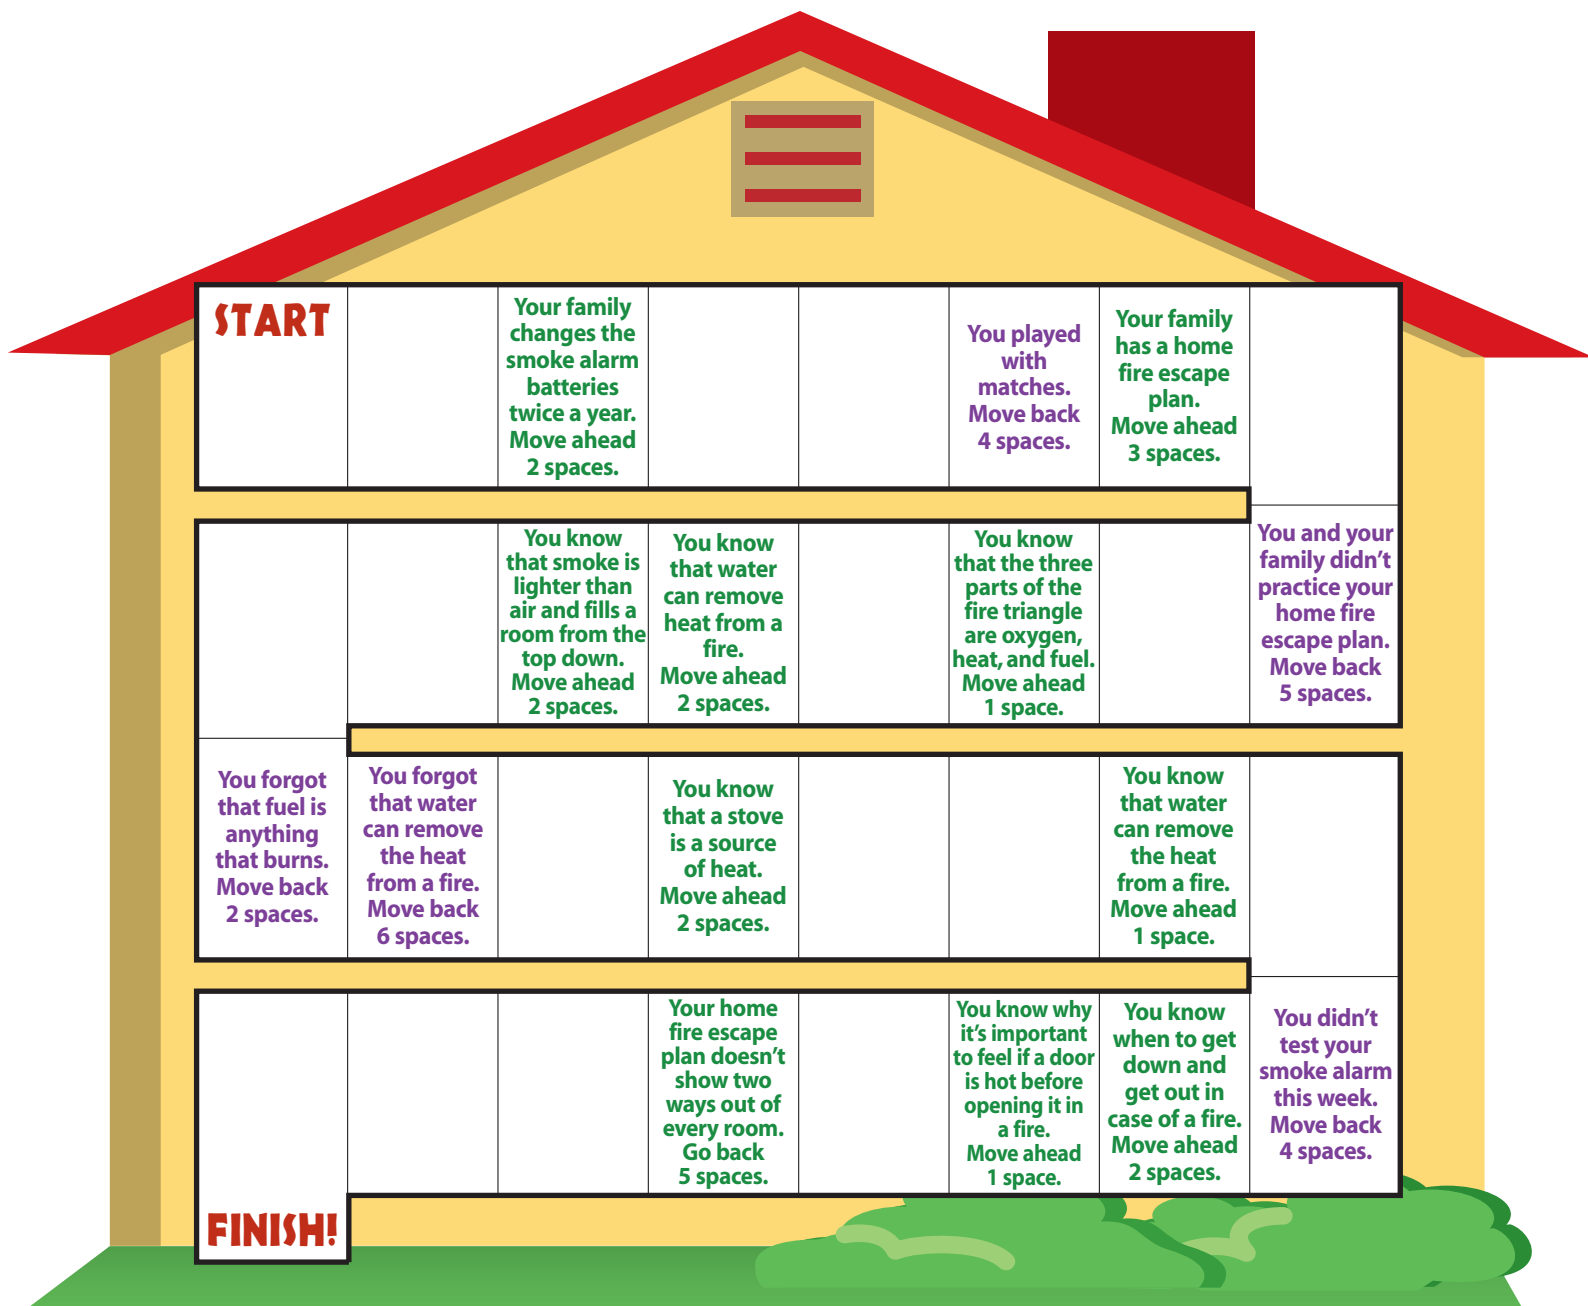 START
Your family
changes the
smoke alarm
batteries
twice a year.
Move ahead
2 spaces.
You played
with
matches.
Move back
4 spaces.
Your family
has a home
fire escape
plan.
Move ahead
3 spaces.
You know
that smoke is
lighter than
air and fills a
room from the
top down.
Move ahead
2 spaces.
You know
that water
can remove
heat from a
fire.
Move ahead
2 spaces.
You know
that the three
parts of the
fire triangle
are oxygen,
heat, and fuel.
Move ahead
1 space.
You and your
family didn’t
practice your
home fire
escape plan.
Move back
5 spaces.
You forgot
that fuel is
anything
that burns.
Move back
2 spaces.
You forgot
that water
can remove
the heat
from a fire.
Move back
6 spaces.
You know
that a stove
is a source
of heat.
Move ahead
2 spaces.
You know
that water
can remove
the heat
from a fire.
Move ahead
1 space.
Your home
fire escape
plan doesn’t
show two
ways out of
every room.
Go back
5 spaces.
You know why
it’s important
to feel if a door
is hot before
opening it in
a fire.
Move ahead
1 space.
You know
when to get
down and
get out in
case of a fire.
Move ahead
2 spaces.
You didn’t
test your
smoke alarm
this week.
Move back
4 spaces.
FINISH!